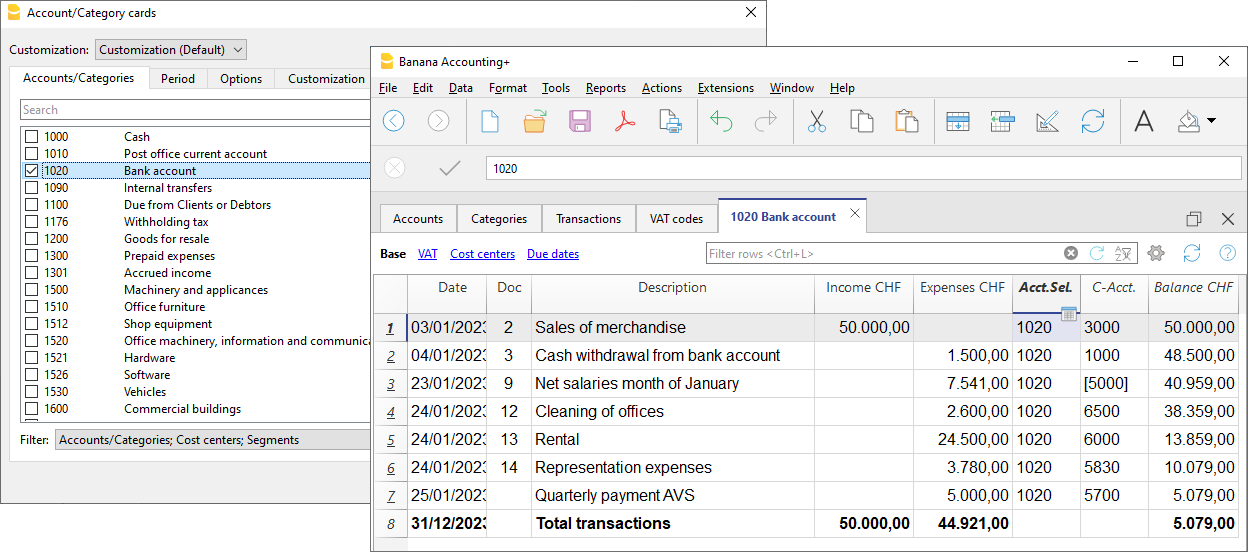 Account/Category cards
Customization: Customization (Default)
Accounts/Categories Period Options Customization
Search
1000 Cash
1010 Post office current account
1020 Bank account
1090 Internal transfers
1100 Due from Clients or Debtors
1176 Withholding tax
1200 Goods for resale
1300 Prepaid expenses
1301 Accrued income
1500 Machinery and applicances
1510 Office furniture
1512 Shop equipment
1520 Office machinery, information and communica
1521 Hardware
1526 Software
1530 Vehicles
1600 Commercial buildings
Filter: Accounts/Categories; Cost centers; Segments
Banana Accounting+
File Edit Data Format Tools Reports Actions Extensions Window Help
1020
Accounts Categories Transactions VAT codes 1020 Bank account
Base VAT Cost centers Due dates Filter rows <Ctrl+L>
Date Doc Description Income CHF Expenses CHF Acct.Sel. C-Acct. Balance CHF
1 03/01/2023 2 Sales of merchandise 50.000,00 1020 3000 50.000,00
2 04/01/2023 3 Cash withdrawal from bank account 1.500,00 1020 1000 48.500,00
3 23/01/2023 9 Net salaries month of January 7.541,00 1020 [5000] 40.959,00
4 24/01/2023 12 Cleaning of offices 2.600,00 1020 6500 38.359,00
5 24/01/2023 13 Rental 24.500,00 1020 6000 13.859,00
6 24/01/2023 14 Representation expenses 3.780,00 1020 5830 10.079,00
7 25/01/2023 Quarterly payment AVS 5.000,00 1020 5700 5.079,00
8 31/12/2023 Total transactions 50.000,00 44.921,00 5.079,00